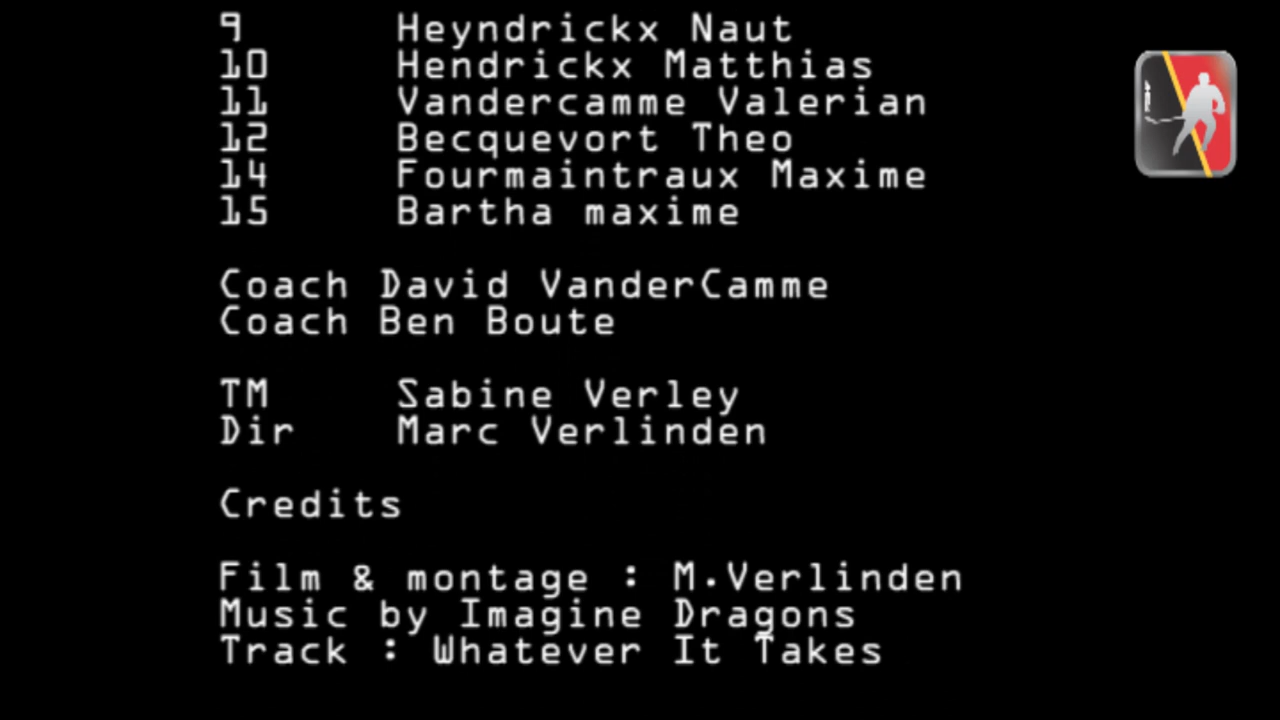 9 Heyndrickx Naut
10 Hendrickx Matthias
11 Vandercamme Valerian
12 Becquevort Theo
14 Fourmaintraux Maxime
15 Bartha maxime
Coach David VanderCamme
Coach Ben Boute
TM Sabine Verley
Dir Marc Verlinden
Credits
Film & montage : M.Verlinden
Music by Imagine Dragons
Track : Whatever It Takes